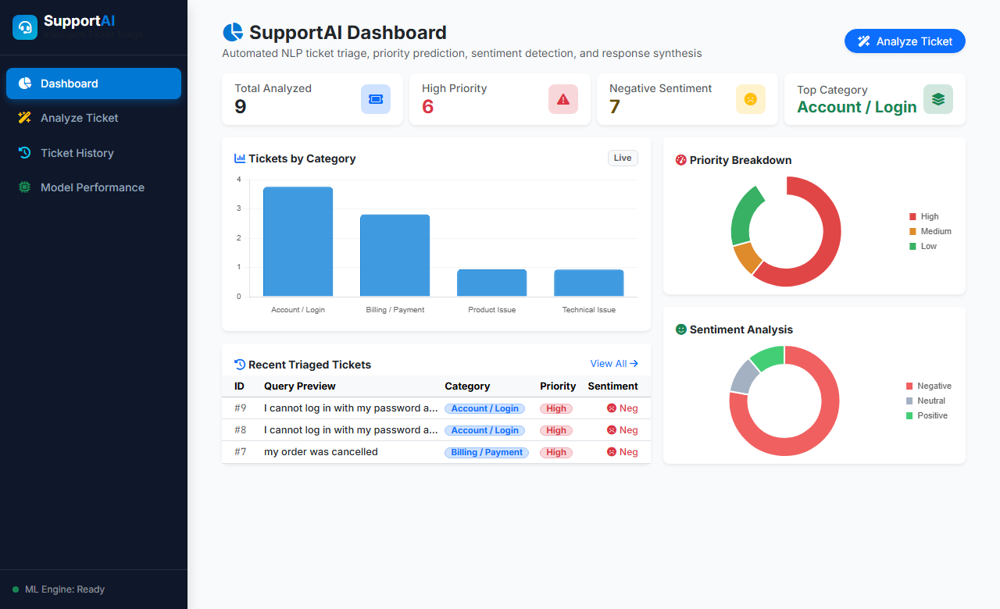 SupportAI
Intelligent Ticket Triage
Dashboard
Analyze Ticket
Ticket History
Model Performance
ML Engine: Ready
SupportAI Dashboard
Automated NLP ticket triage, priority prediction, sentiment detection, and response synthesis
Analyze Ticket
Total Analyzed
9
High Priority
6
Negative Sentiment
7
Top Category
Account / Login
Tickets by Category
Live
4
3
2
1
0
Account / Login Billing / Payment Product Issue Technical Issue
Priority Breakdown
High
Medium
Low
Recent Triaged Tickets
View All
ID Query Preview Category Priority Sentiment
#9 I cannot log in with my password a... Account / Login High Neg
#8 I cannot log in with my password a... Account / Login High Neg
#7 my order was cancelled Billing / Payment High Neg
Sentiment Analysis
Negative
Neutral
Positive